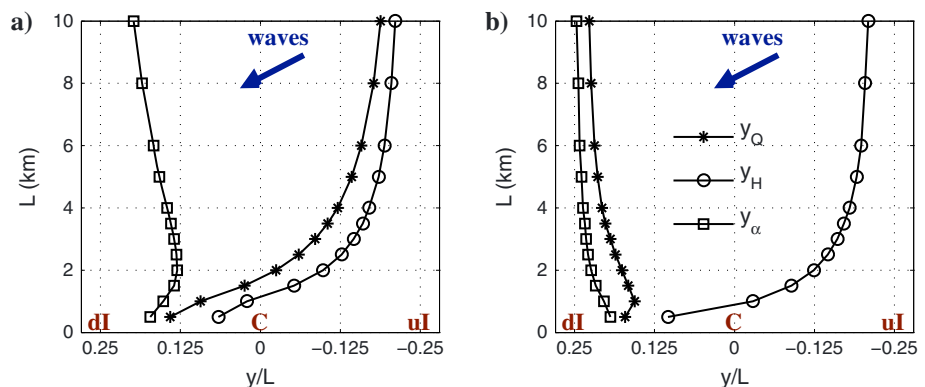 a)
10
8
6
4
2
0
L (km)
waves
dI
C
uI
0.25
0.125
0
−0.125
−0.25
y/L
b)
10
8
6
4
2
0
L (km)
waves
y_Q
y_H
y_α
dI
C
uI
0.25
0.125
0
−0.125
−0.25
y/L